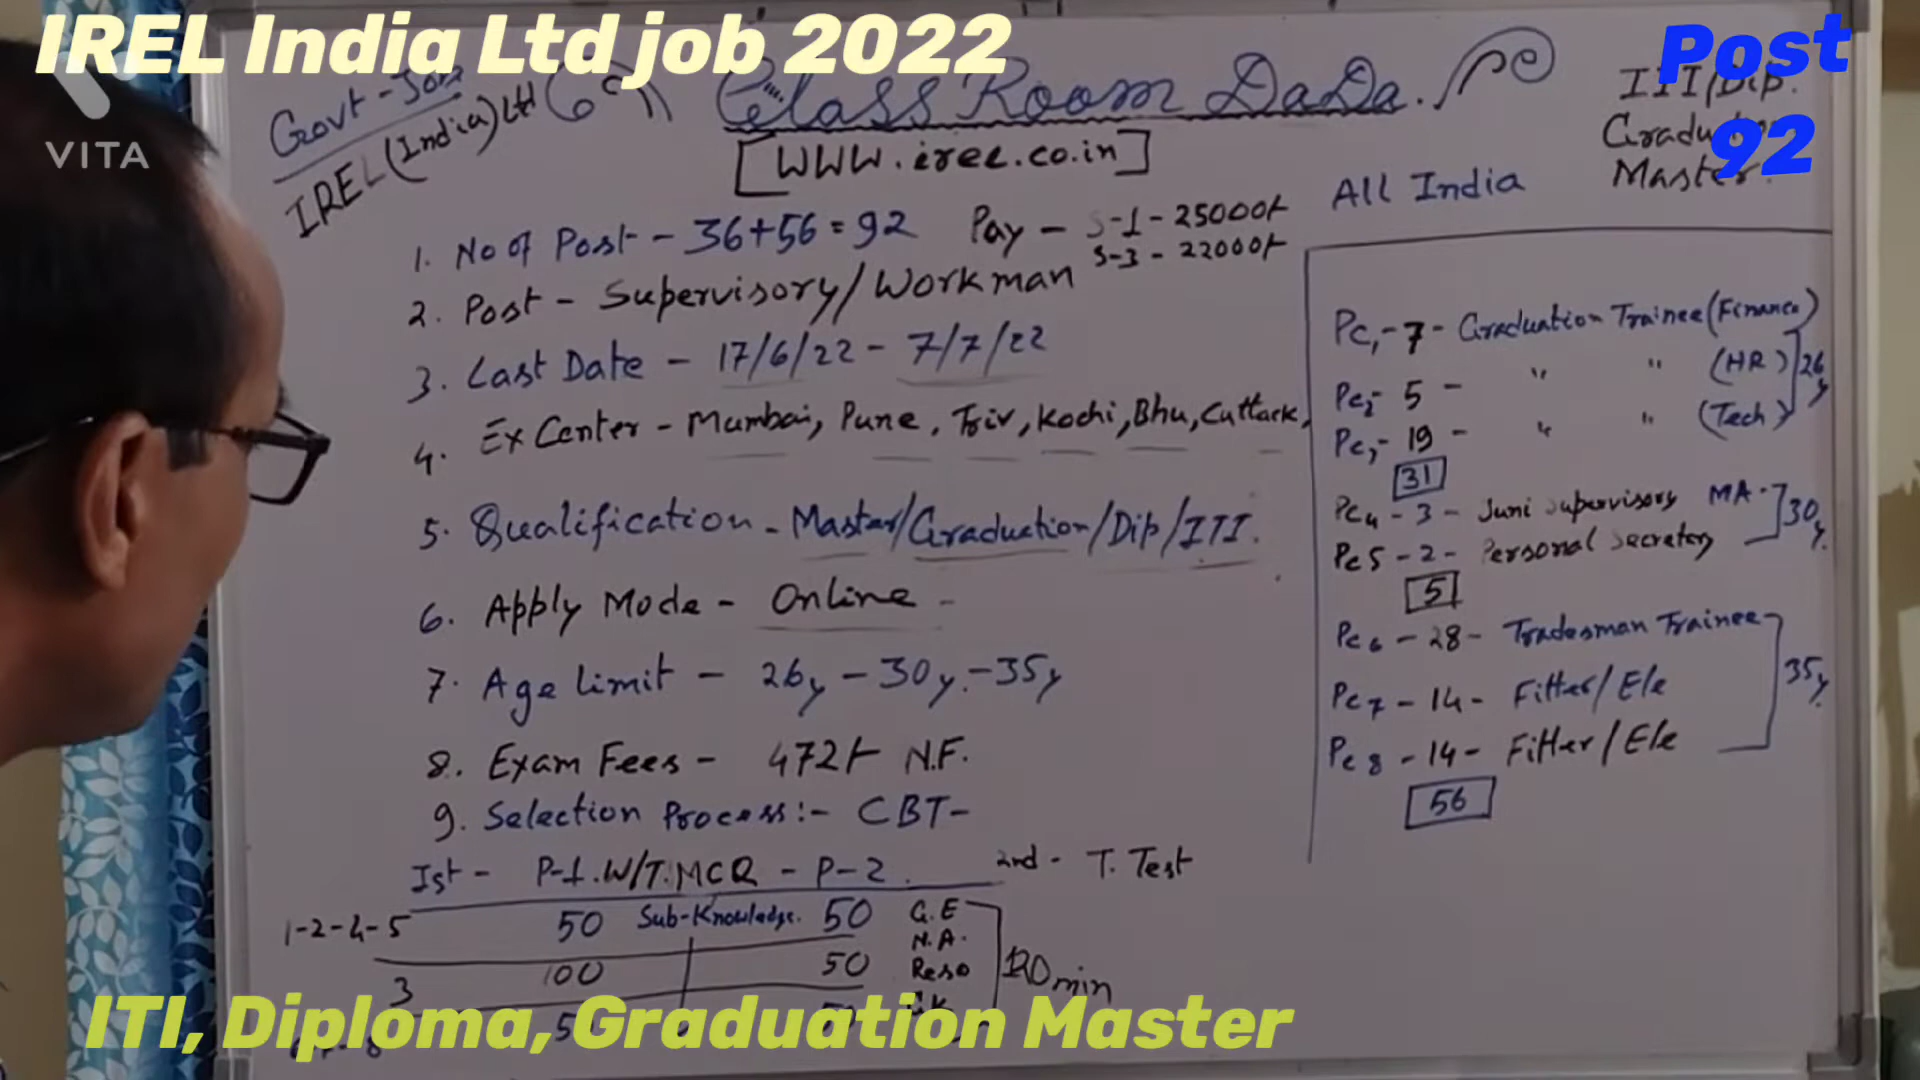 IREL India Ltd job 2022
Post
92
VITA
Govt - Job
IREL (India) Ltd
Class Room DaDa.
[WWW.irel.co.in]
ITI/Dip.
Graduation
Master.
All India
1. No of Post - 36+56=92 Pay - S-1 - 25000/-
S-3 - 22000/-
2. Post - Supervisory/Workman
3. Last Date - 17/6/22 - 7/7/22
4. Ex Center - Mumbai, Pune, Triv, Kochi, Bhu, Cuttack,
5. Qualification - Master/Graduation/Dip/ITI.
6. Apply Mode - Online -
7. Age limit - 26y - 30y. - 35y
8. Exam Fees - 472/- N.F.
9. Selection Process:- CBT-
Ist - P-1. W/T. MCQ - P-2. 2nd - T. Test
1-2-4-5 50 Sub-Knowledge. 50 G.E
N.A.
3 100 50 Reso
120 min
Pc1 - 7 - Graduation Trainee (Finance)
Pc2 - 5 - " " (HR) 26y
Pc3 - 19 - " " (Tech)
31
Pc4 - 3 - Juni Supervisory MA. 30y.
Pc5 - 2 - Personal Secretory
5
Pc6 - 28 - Tradesman Trainee
Pc7 - 14 - Fitter/Ele 35y.
Pc8 - 14 - Fitter/Ele
56
ITI, Diploma, Graduation Master